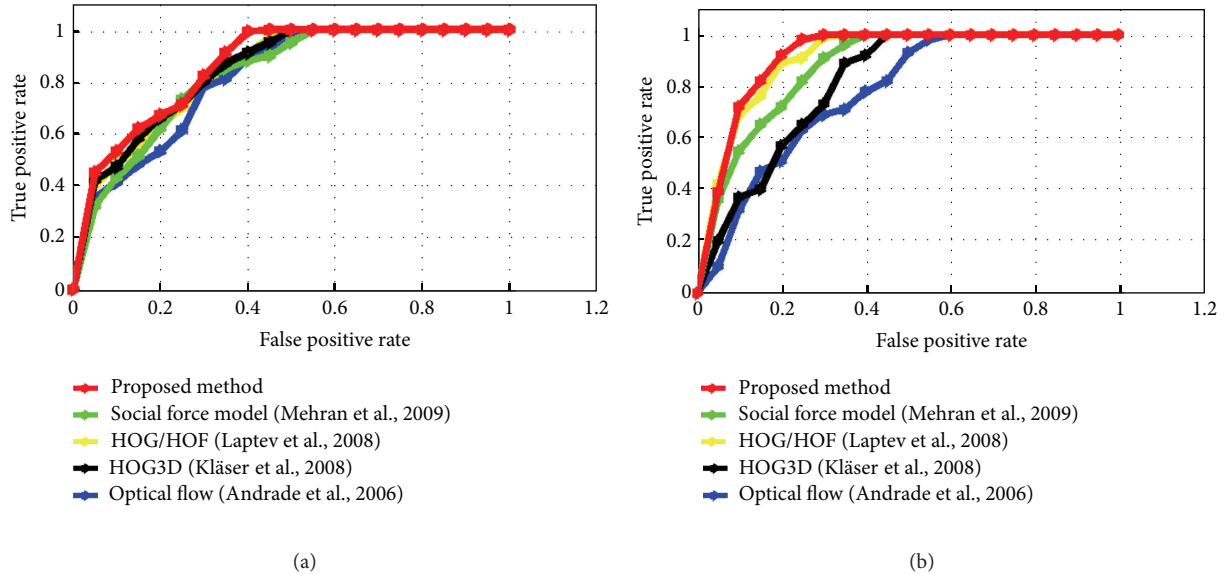 1
0.8
0.6
0.4
0.2
0
0
0.2
0.4
0.6
0.8
1
1.2
True positive rate
False positive rate
Proposed method
Social force model (Mehran et al., 2009)
HOG/HOF (Laptev et al., 2008)
HOG3D (Kläser et al., 2008)
Optical flow (Andrade et al., 2006)
(a)
1
0.8
0.6
0.4
0.2
0
0
0.2
0.4
0.6
0.8
1
1.2
True positive rate
False positive rate
Proposed method
Social force model (Mehran et al., 2009)
HOG/HOF (Laptev et al., 2008)
HOG3D (Kläser et al., 2008)
Optical flow (Andrade et al., 2006)
(b)